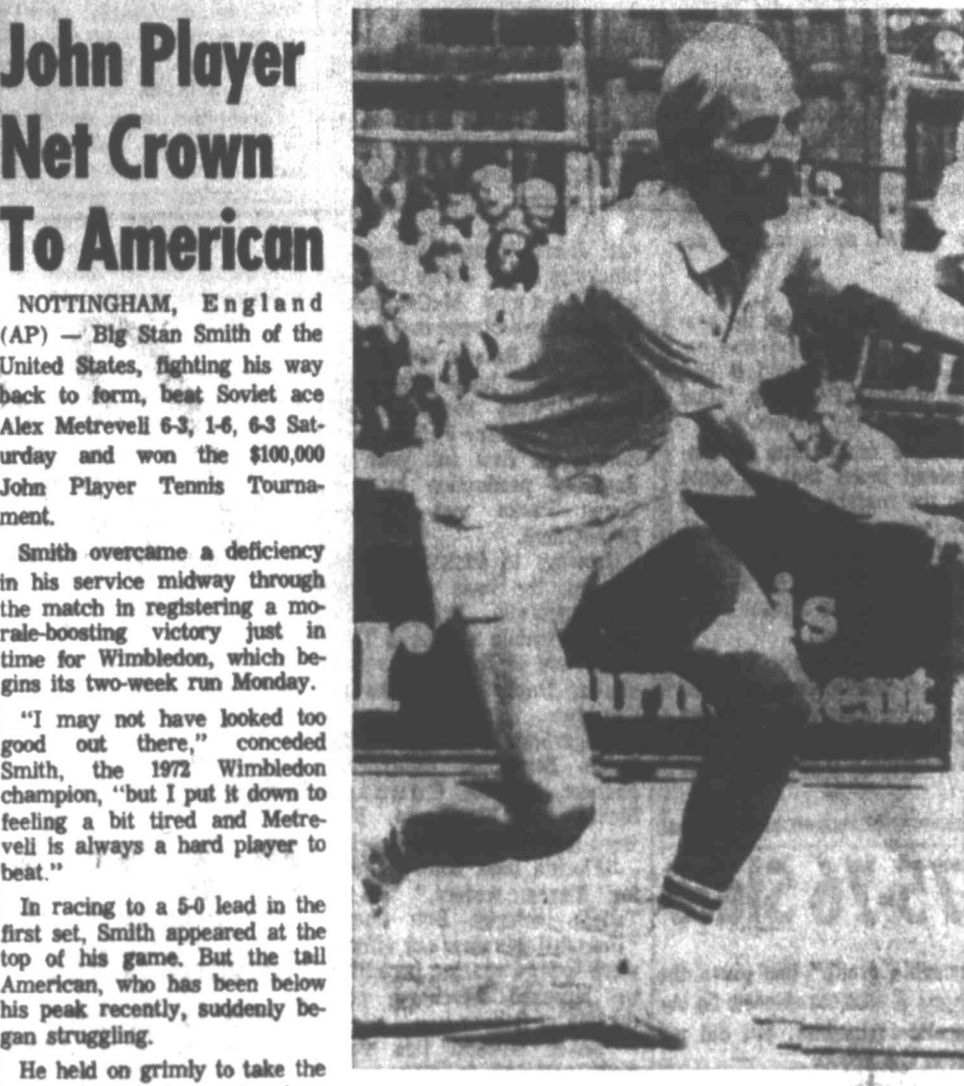 John Player
Net Crown
To American
NOTTINGHAM, England
(AP) — Big Stan Smith of the
United States, fighting his way
back to form, beat Soviet ace
Alex Metreveli 6-3, 1-6, 6-3 Sat-
urday and won the $100,000
John Player Tennis Tourna-
ment.
Smith overcame a deficiency
in his service midway through
the match in registering a mo-
rale-boosting victory just in
time for Wimbledon, which be-
gins its two-week run Monday.
"I may not have looked too
good out there," conceded
Smith, the 1972 Wimbledon
champion, "but I put it down to
feeling a bit tired and Metre-
veli is always a hard player to
beat."
In racing to a 5-0 lead in the
first set, Smith appeared at the
top of his game. But the tall
American, who has been below
his peak recently, suddenly be-
gan struggling.
He held on grimly to take the